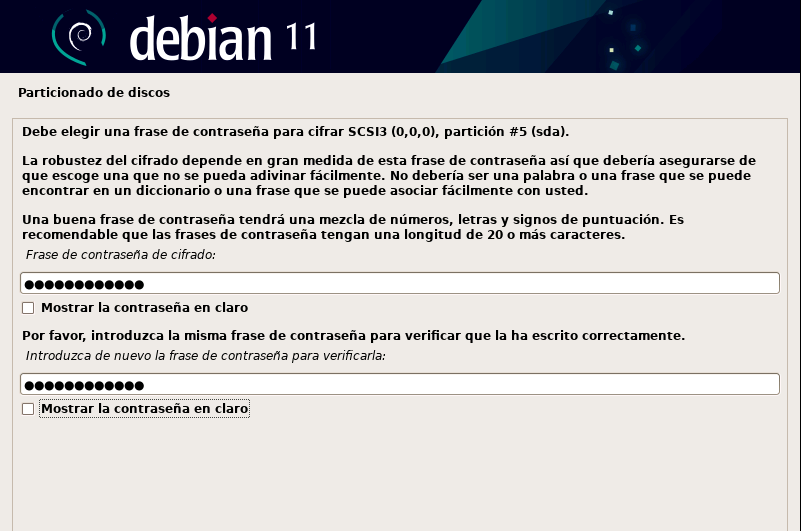 debian 11
Particionado de discos
Debe elegir una frase de contraseña para cifrar SCSI3 (0,0,0), partición #5 (sda).
La robustez del cifrado depende en gran medida de esta frase de contraseña así que debería asegurarse de
que escoge una que no se pueda adivinar fácilmente. No debería ser una palabra o una frase que se puede
encontrar en un diccionario o una frase que se puede asociar fácilmente con usted.
Una buena frase de contraseña tendrá una mezcla de números, letras y signos de puntuación. Es
recomendable que las frases de contraseña tengan una longitud de 20 o más caracteres.
Frase de contraseña de cifrado:
●●●●●●●●●●●●
Mostrar la contraseña en claro
Por favor, introduzca la misma frase de contraseña para verificar que la ha escrito correctamente.
Introduzca de nuevo la frase de contraseña para verificarla:
●●●●●●●●●●●●
Mostrar la contraseña en claro